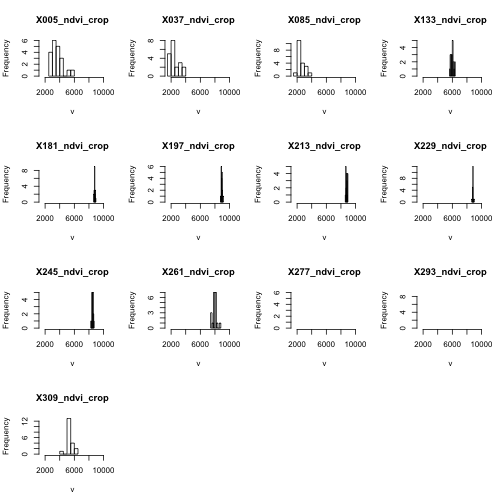 X005_ndvi_crop X037_ndvi_crop X085_ndvi_crop X133_ndvi_crop
Frequency 0 2 4 6 Frequency 0 4 8 Frequency 0 4 8 Frequency 0 2 4
2000 6000 10000 2000 6000 10000 2000 6000 10000 2000 6000 10000
v v v v
X181_ndvi_crop X197_ndvi_crop X213_ndvi_crop X229_ndvi_crop
Frequency 0 4 8 Frequency 0 2 4 6 Frequency 0 2 4 Frequency 0 4 8
2000 6000 10000 2000 6000 10000 2000 6000 10000 2000 6000 10000
v v v v
X245_ndvi_crop X261_ndvi_crop X277_ndvi_crop X293_ndvi_crop
Frequency 0 2 4 Frequency 0 3 6 Frequency 0 2 4 6 Frequency 0 4 8
2000 6000 10000 2000 6000 10000 2000 6000 10000 2000 6000 10000
v v v v
X309_ndvi_crop
Frequency 0 6 12
2000 6000 10000
v